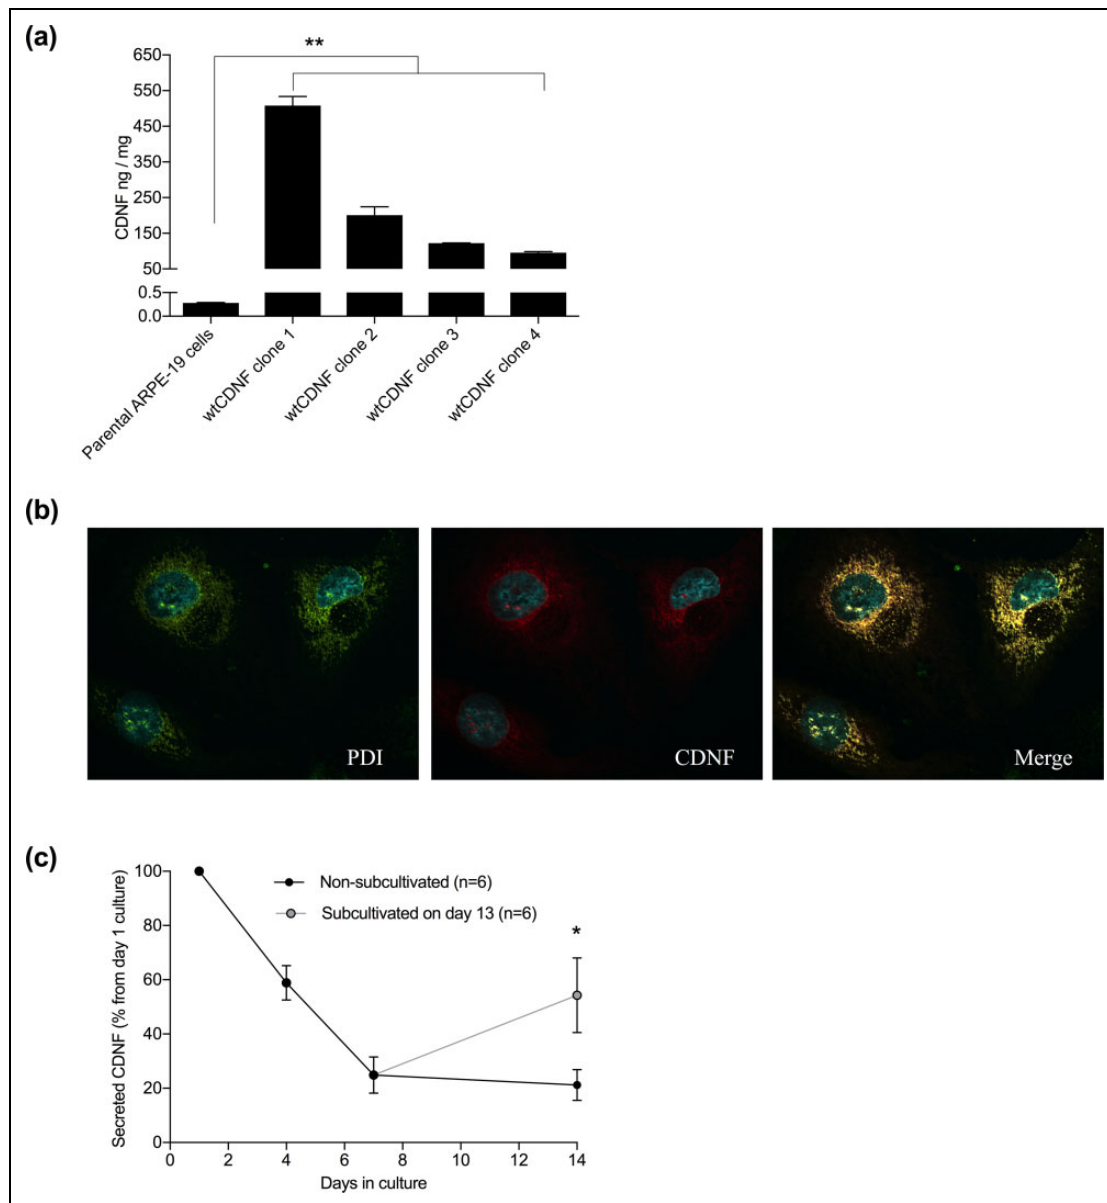 (a)
**
650
550
450
350
250
150
50
0.5
0.0
CDNF ng / mg
Parental ARPE-19 cells
wtCDNF clone 1
wtCDNF clone 2
wtCDNF clone 3
wtCDNF clone 4
(b)
PDI
CDNF
Merge
(c)
Secreted CDNF (% from day 1 culture)
100
80
60
40
20
0
Non-subcultivated (n=6)
Subcultivated on day 13 (n=6)
*
0 2 4 6 8 10 12 14
Days in culture